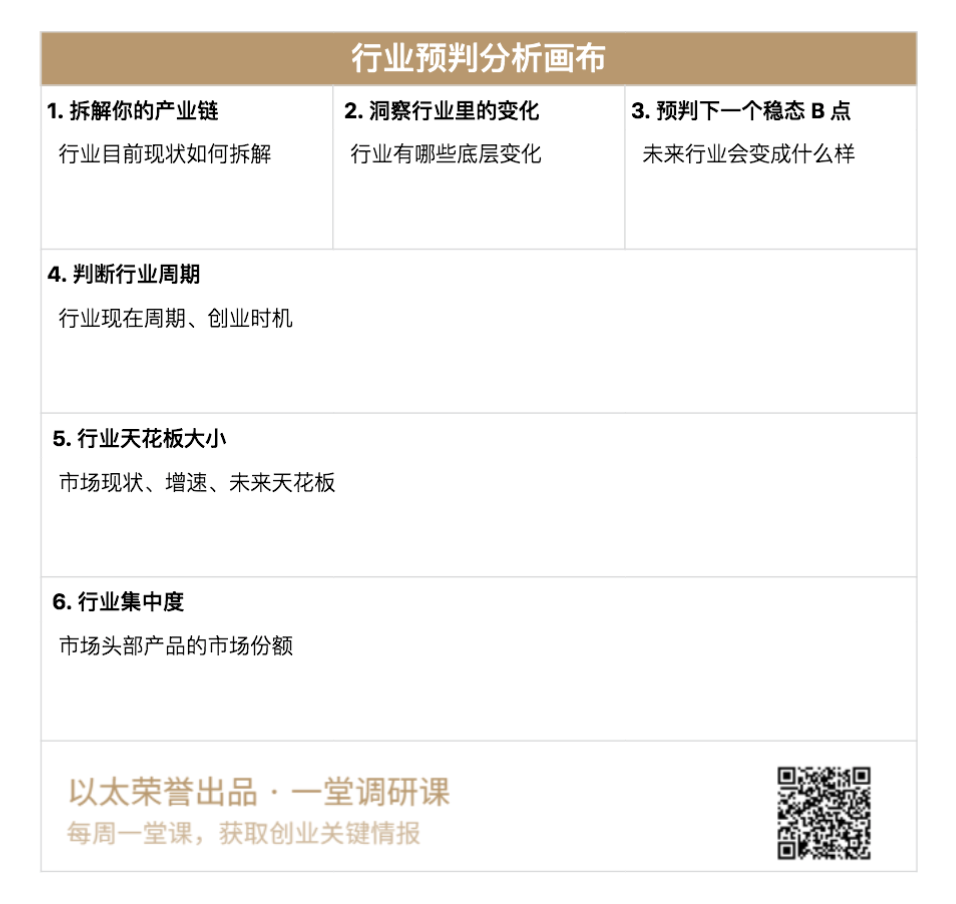 行业预判分析画布
1. 拆解你的产业链
行业目前现状如何拆解
2. 洞察行业里的变化
行业有哪些底层变化
3. 预判下一个稳态 B 点
未来行业会变成什么样
4. 判断行业周期
行业现在周期、创业时机
5. 行业天花板大小
市场现状、增速、未来天花板
6. 行业集中度
市场头部产品的市场份额
以太荣誉出品 · 一堂调研课
每周一堂课，获取创业关键情报